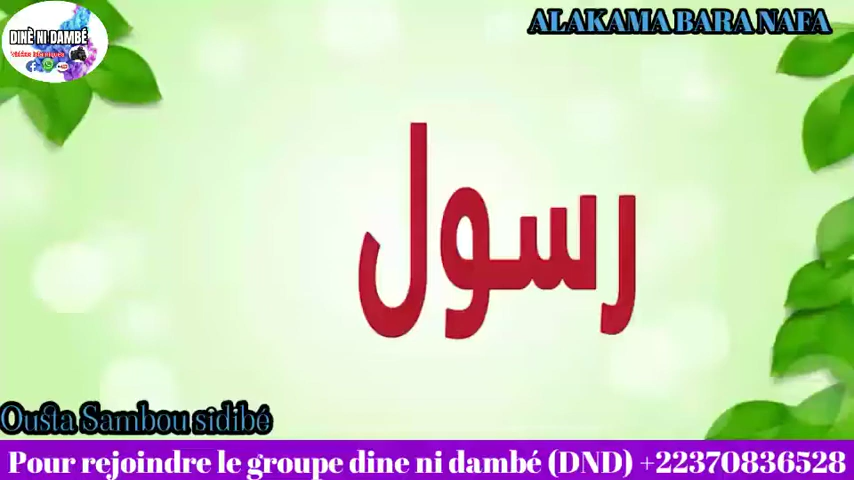 DINÈ NI DAMBÉ
ALAKAMA BARA NAFA
رسول
Ousta Sambou sidibé
Pour rejoindre le groupe dine ni dambé (DND) +22370836528